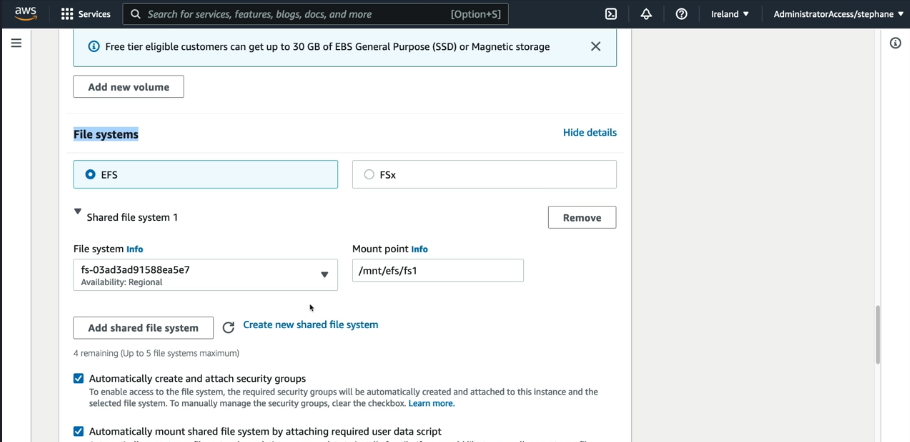 aws Services Search for services, features, blogs, docs, and more [Option+S] Ireland AdministratorAccess/stephane
Free tier eligible customers can get up to 30 GB of EBS General Purpose (SSD) or Magnetic storage
Add new volume
File systems Hide details
EFS FSx
Shared file system 1 Remove
File system Info Mount point Info
fs-03ad3ad91588ea5e7 /mnt/efs/fs1
Availability: Regional
Add shared file system Create new shared file system
4 remaining (Up to 5 file systems maximum)
Automatically create and attach security groups
To enable access to the file system, the required security groups will be automatically created and attached to this instance and the
selected file system. To manually manage the security groups, clear the checkbox. Learn more.
Automatically mount shared file system by attaching required user data script